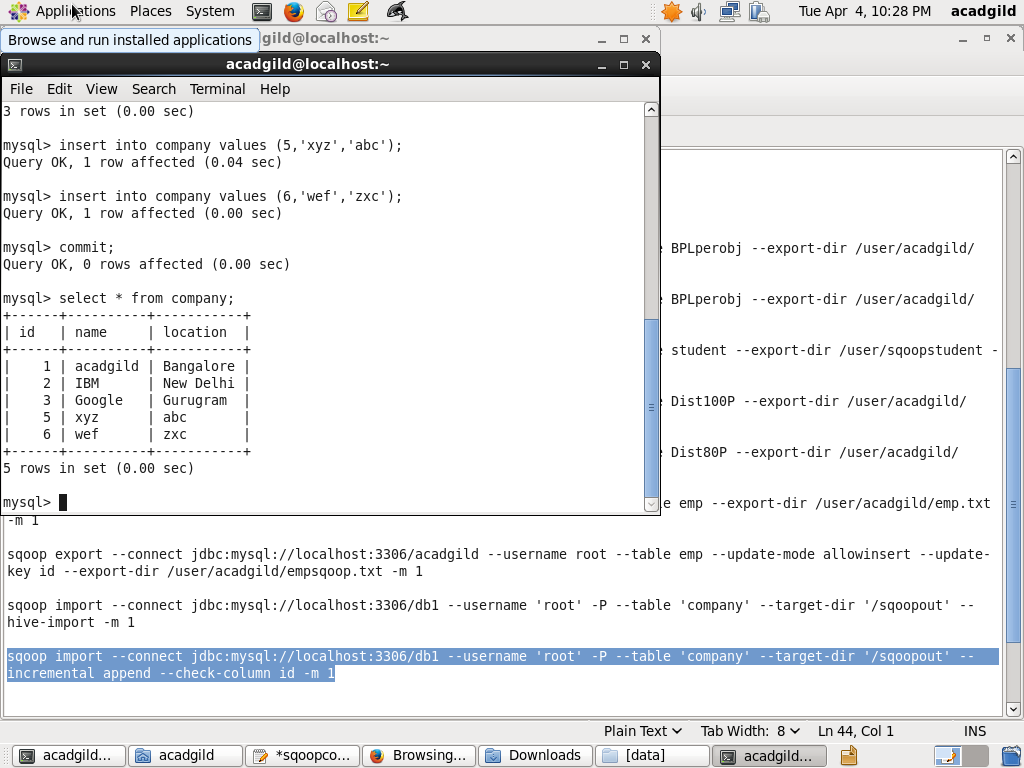 Applications Places System Tue Apr 4, 10:28 PM acadgild
Browse and run installed applications
gild@localhost:~
acadgild@localhost:~
File Edit View Search Terminal Help
3 rows in set (0.00 sec)
mysql> insert into company values (5,'xyz','abc');
Query OK, 1 row affected (0.04 sec)
mysql> insert into company values (6,'wef','zxc');
Query OK, 1 row affected (0.00 sec)
mysql> commit;
Query OK, 0 rows affected (0.00 sec)
mysql> select * from company;
+------+----------+-----------+
| id | name | location |
+------+----------+-----------+
| 1 | acadgild | Bangalore |
| 2 | IBM | New Delhi |
| 3 | Google | Gurugram |
| 5 | xyz | abc |
| 6 | wef | zxc |
+------+----------+-----------+
5 rows in set (0.00 sec)
mysql>
BPLperobj --export-dir /user/acadgild/
BPLperobj --export-dir /user/acadgild/
student --export-dir /user/sqoopstudent -
Dist100P --export-dir /user/acadgild/
Dist80P --export-dir /user/acadgild/
emp --export-dir /user/acadgild/emp.txt
-m 1
sqoop export --connect jdbc:mysql://localhost:3306/acadgild --username root --table emp --update-mode allowinsert --update-
key id --export-dir /user/acadgild/empsqoop.txt -m 1
sqoop import --connect jdbc:mysql://localhost:3306/db1 --username 'root' -P --table 'company' --target-dir '/sqoopout' --
hive-import -m 1
sqoop import --connect jdbc:mysql://localhost:3306/db1 --username 'root' -P --table 'company' --target-dir '/sqoopout' --
incremental append --check-column id -m 1
Plain Text Tab Width: 8 Ln 44, Col 1 INS
acadgild... acadgild *sqoopco... Browsing... Downloads [data] acadgild...